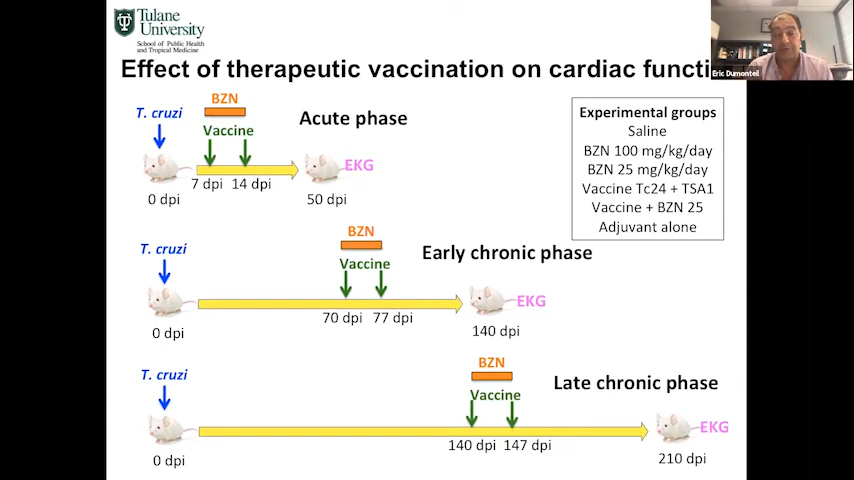 Tulane
University
School of Public Health
and Tropical Medicine
Effect of therapeutic vaccination on cardiac functi
Eric Dumonteil
BZN
T. cruzi
Vaccine
Acute phase
EKG
7 dpi 14 dpi
0 dpi
50 dpi
Experimental groups
Saline
BZN 100 mg/kg/day
BZN 25 mg/kg/day
Vaccine Tc24 + TSA1
Vaccine + BZN 25
Adjuvant alone
BZN
T. cruzi
Vaccine
Early chronic phase
EKG
70 dpi 77 dpi
0 dpi
140 dpi
BZN
T. cruzi
Vaccine
Late chronic phase
EKG
140 dpi 147 dpi
0 dpi
210 dpi